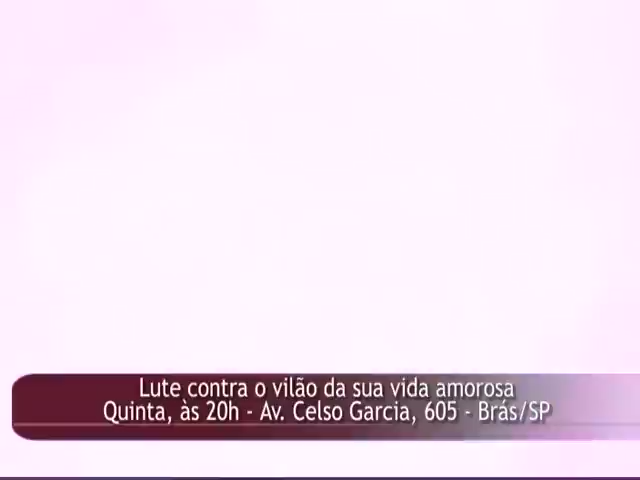 Lute contra o vilão da sua vida amorosa
Quinta, às 20h - Av. Celso Garcia, 605 - Brás/SP